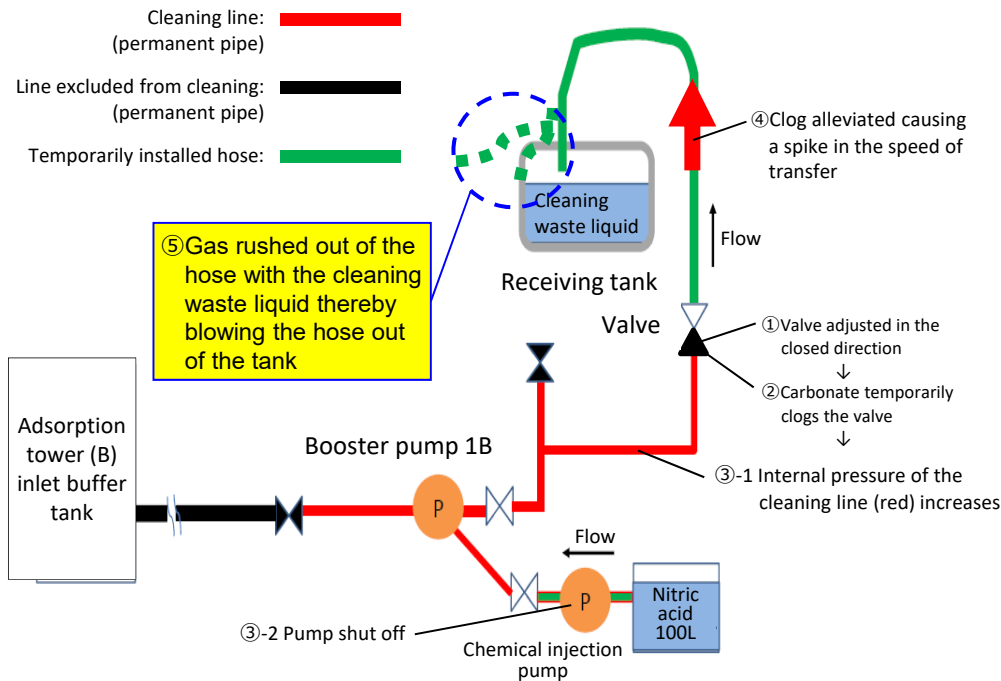 Cleaning line:
(permanent pipe)
Line excluded from cleaning:
(permanent pipe)
Temporarily installed hose:
④Clog alleviated causing
a spike in the speed of
transfer
Cleaning
waste liquid
Flow
⑤Gas rushed out of the
hose with the cleaning
waste liquid thereby
blowing the hose out
of the tank
Receiving tank
Valve
①Valve adjusted in the
closed direction
↓
②Carbonate temporarily
clogs the valve
↓
③-1 Internal pressure of the
cleaning line (red) increases
Adsorption
tower (B)
inlet buffer
tank
Booster pump 1B
P
Flow
P
Nitric
acid
100L
③-2 Pump shut off
Chemical injection
pump